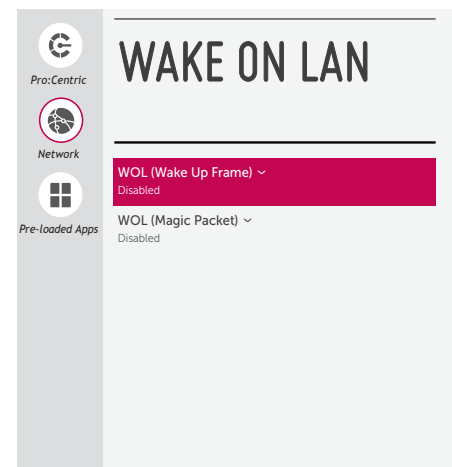 WAKE ON LAN
Pro:Centric
Network
Pre-loaded Apps
WOL (Wake Up Frame)
Disabled
WOL (Magic Packet)
Disabled